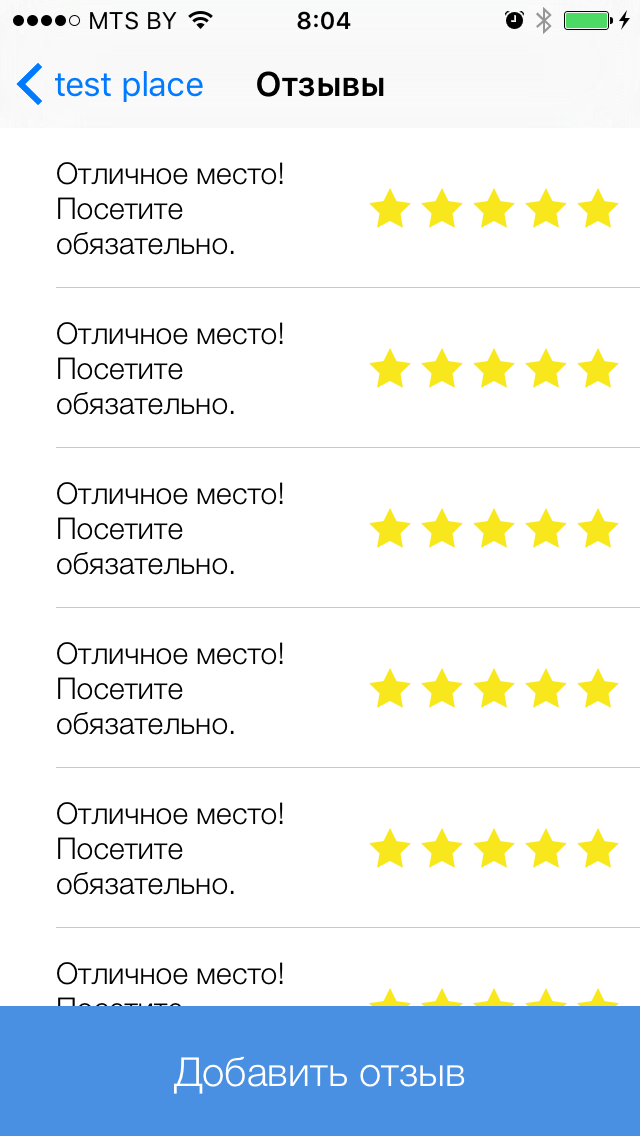 MTS BY 8:04
test place Отзывы
Отличное место!
Посетите
обязательно.
Отличное место!
Посетите
обязательно.
Отличное место!
Посетите
обязательно.
Отличное место!
Посетите
обязательно.
Отличное место!
Посетите
обязательно.
Отличное место!
Посетите
Добавить отзыв